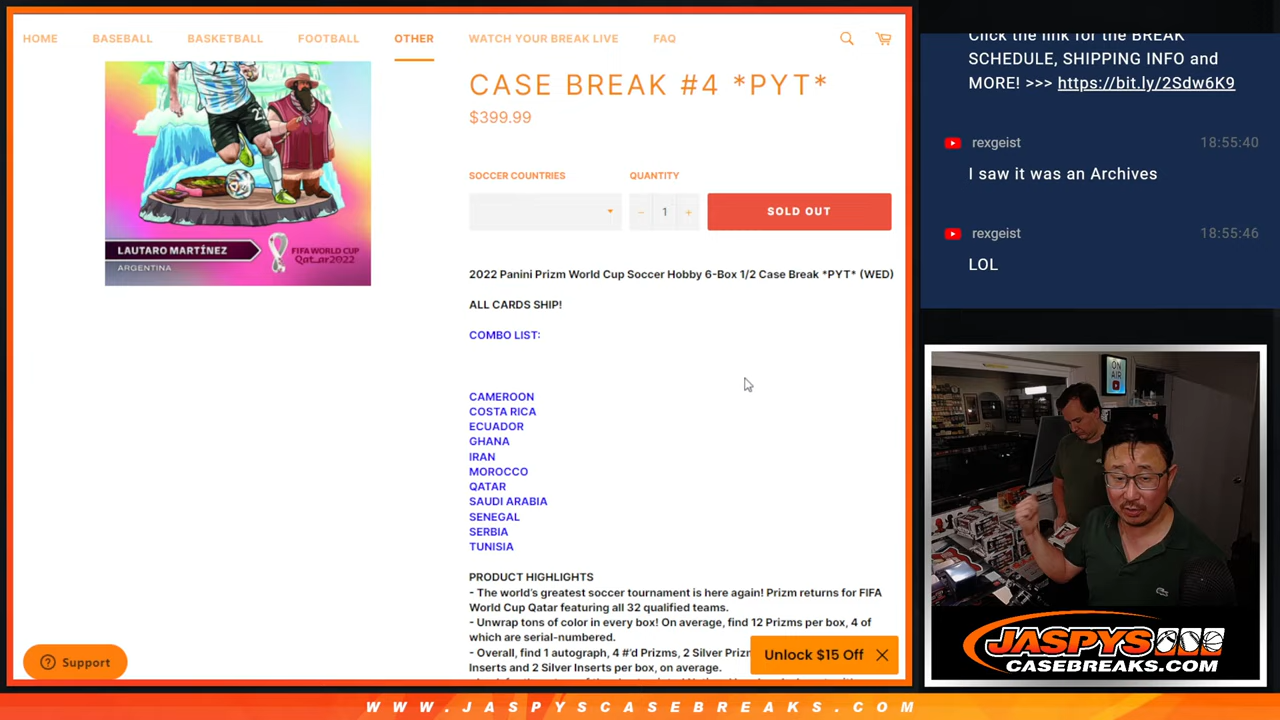 HOME BASEBALL BASKETBALL FOOTBALL OTHER WATCH YOUR BREAK LIVE FAQ
22
22
LAUTARO MARTÍNEZ
ARGENTINA
FIFA WORLD CUP
Qatar2022
CASE BREAK #4 *PYT*
$399.99
SOCCER COUNTRIES QUANTITY
− 1 + SOLD OUT
2022 Panini Prizm World Cup Soccer Hobby 6-Box 1/2 Case Break *PYT* (WED)
ALL CARDS SHIP!
COMBO LIST:
CAMEROON
COSTA RICA
ECUADOR
GHANA
IRAN
MOROCCO
QATAR
SAUDI ARABIA
SENEGAL
SERBIA
TUNISIA
PRODUCT HIGHLIGHTS
- The world's greatest soccer tournament is here again! Prizm returns for FIFA
World Cup Qatar featuring all 32 qualified teams.
- Unwrap tons of color in every box! On average, find 12 Prizms per box, 4 of
which are serial-numbered.
- Overall, find 1 autograph, 4 #'d Prizms, 2 Silver Priz
Inserts and 2 Silver Inserts per box, on average.
Support
Unlock $15 Off
Click the link for the BREAK
SCHEDULE, SHIPPING INFO and
MORE! >>> https://bit.ly/2Sdw6K9
rexgeist 18:55:40
I saw it was an Archives
rexgeist 18:55:46
LOL
ON
AIR
JASPYS
CASEBREAKS.COM
WWW.JASPYSCASEBREAKS.COM